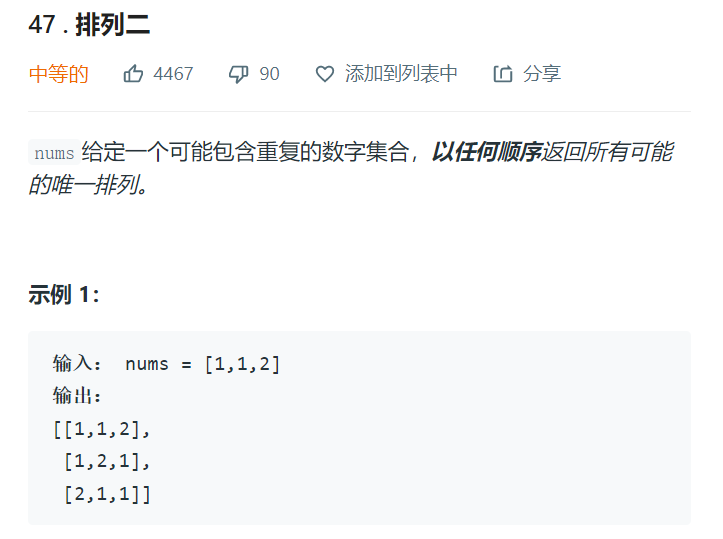 47 . 排列二
中等的 4467 90 添加到列表中 分享
nums 给定一个可能包含重复的数字集合，以任何顺序返回所有可能
的唯一排列。
示例 1：
输入： nums = [1,1,2]
输出：
[[1,1,2],
[1,2,1],
[2,1,1]]